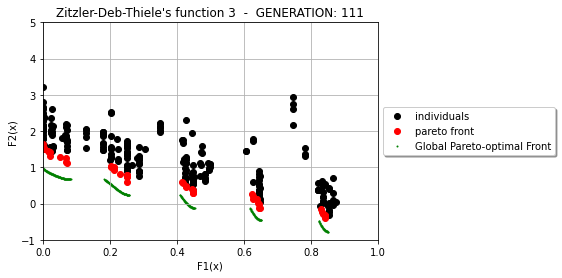 Zitzler-Deb-Thiele's function 3 - GENERATION: 111
5
4
3
2
1
0
−1
F2(x)
0.0 0.2 0.4 0.6 0.8 1.0
F1(x)
individuals
pareto front
Global Pareto-optimal Front